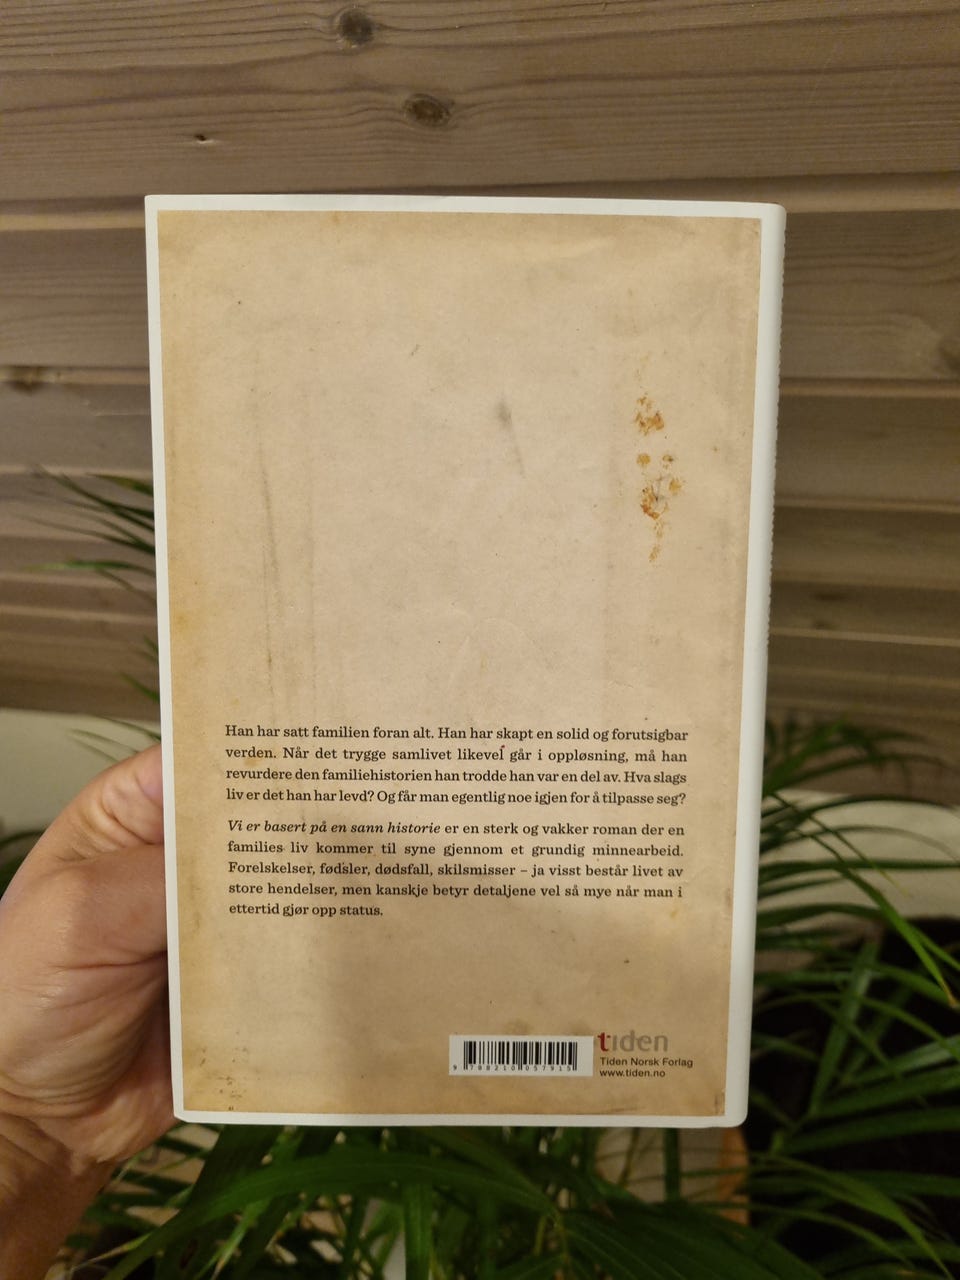 Han har satt familien foran alt. Han har skapt en solid og forutsigbar
verden. Når det trygge samlivet likevel går i oppløsning, må han
revurdere den familiehistorien han trodde han var en del av. Hva slags
liv er det han har levd? Og får man egentlig noe igjen for å tilpasse seg?
Vi er basert på en sann historie er en sterk og vakker roman der en
families liv kommer til syne gjennom et grundig minnearbeid.
Forelskelser, fødsler, dødsfall, skilsmisser – ja visst består livet av
store hendelser, men kanskje betyr detaljene vel så mye når man i
ettertid gjør opp status.
tiden
Tiden Norsk Forlag
www.tiden.no
9 788210 057915